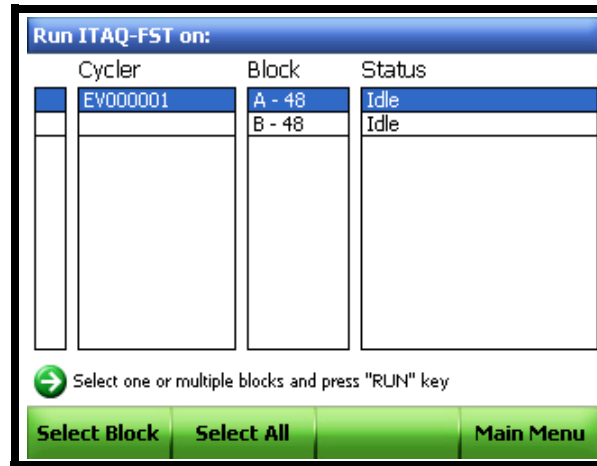 Run ITAQ-FST on:
Cycler Block Status
EV000001 A - 48 Idle
B - 48 Idle
Select one or multiple blocks and press "RUN" key
Select Block Select All Main Menu